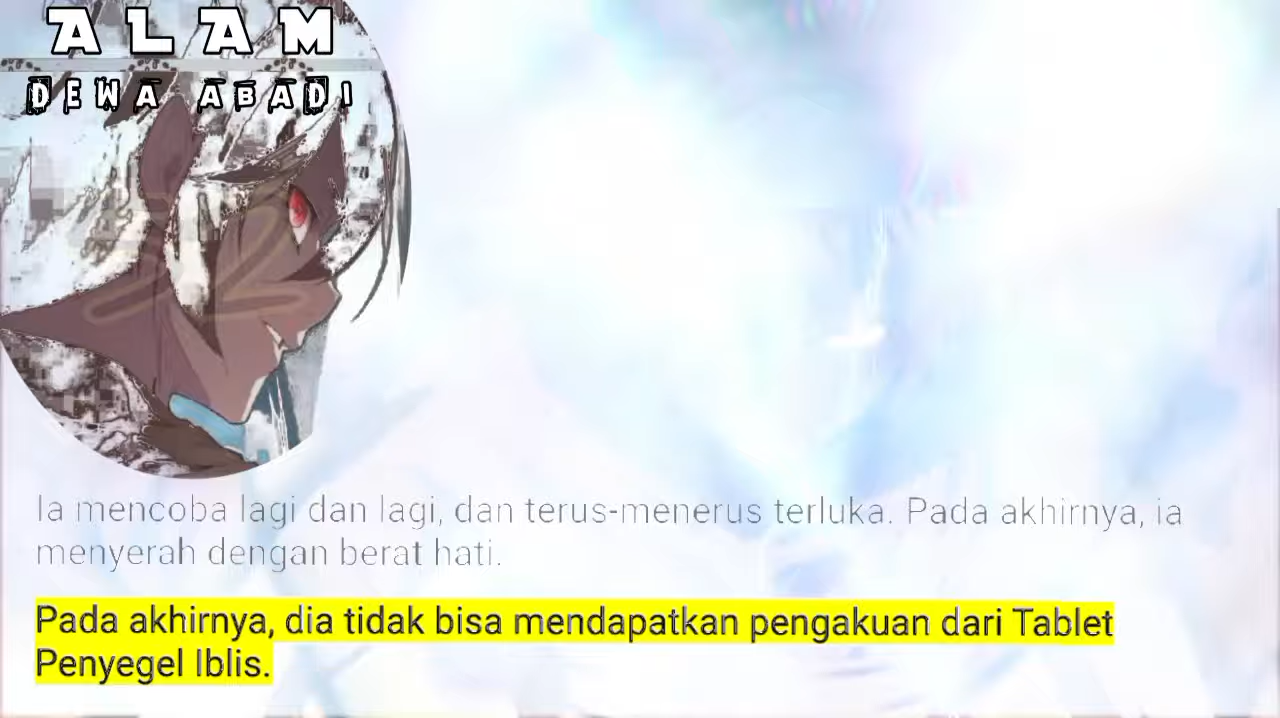 ALAM
DEWA ABADI
Ia mencoba lagi dan lagi, dan terus-menerus terluka. Pada akhirnya, ia
menyerah dengan berat hati.
Pada akhirnya, dia tidak bisa mendapatkan pengakuan dari Tablet
Penyegel Iblis.